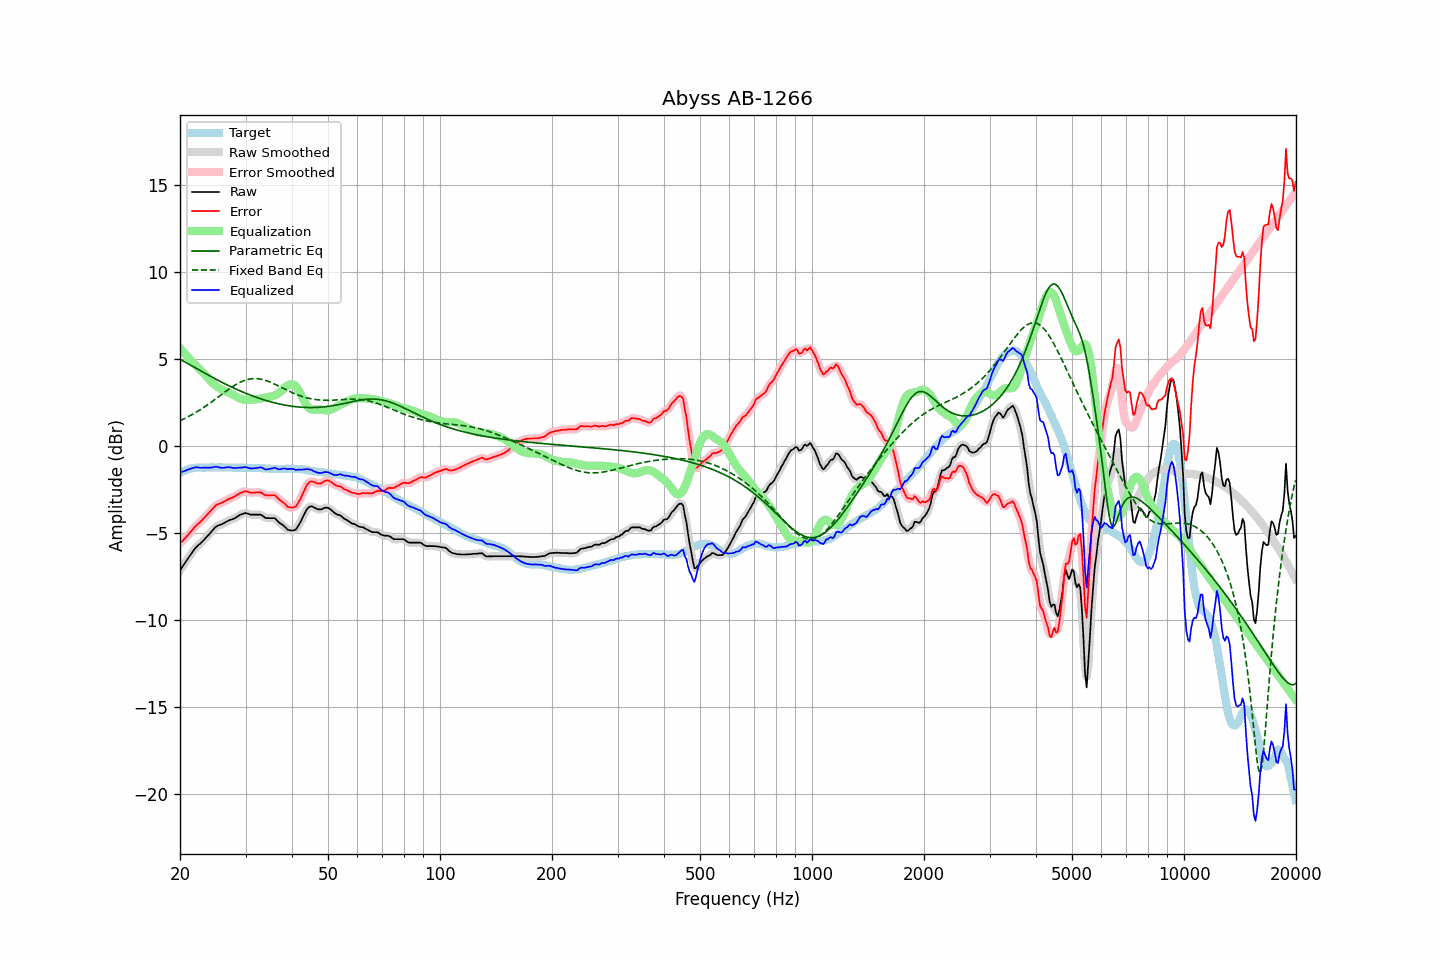 Abyss AB-1266
Target
Raw Smoothed
Error Smoothed
Raw
Error
Equalization
Parametric Eq
Fixed Band Eq
Equalized
Amplitude (dBr)
15
10
5
0
−5
−10
−15
−20
20
50
100
200
500
1000
2000
5000
10000
20000
Frequency (Hz)